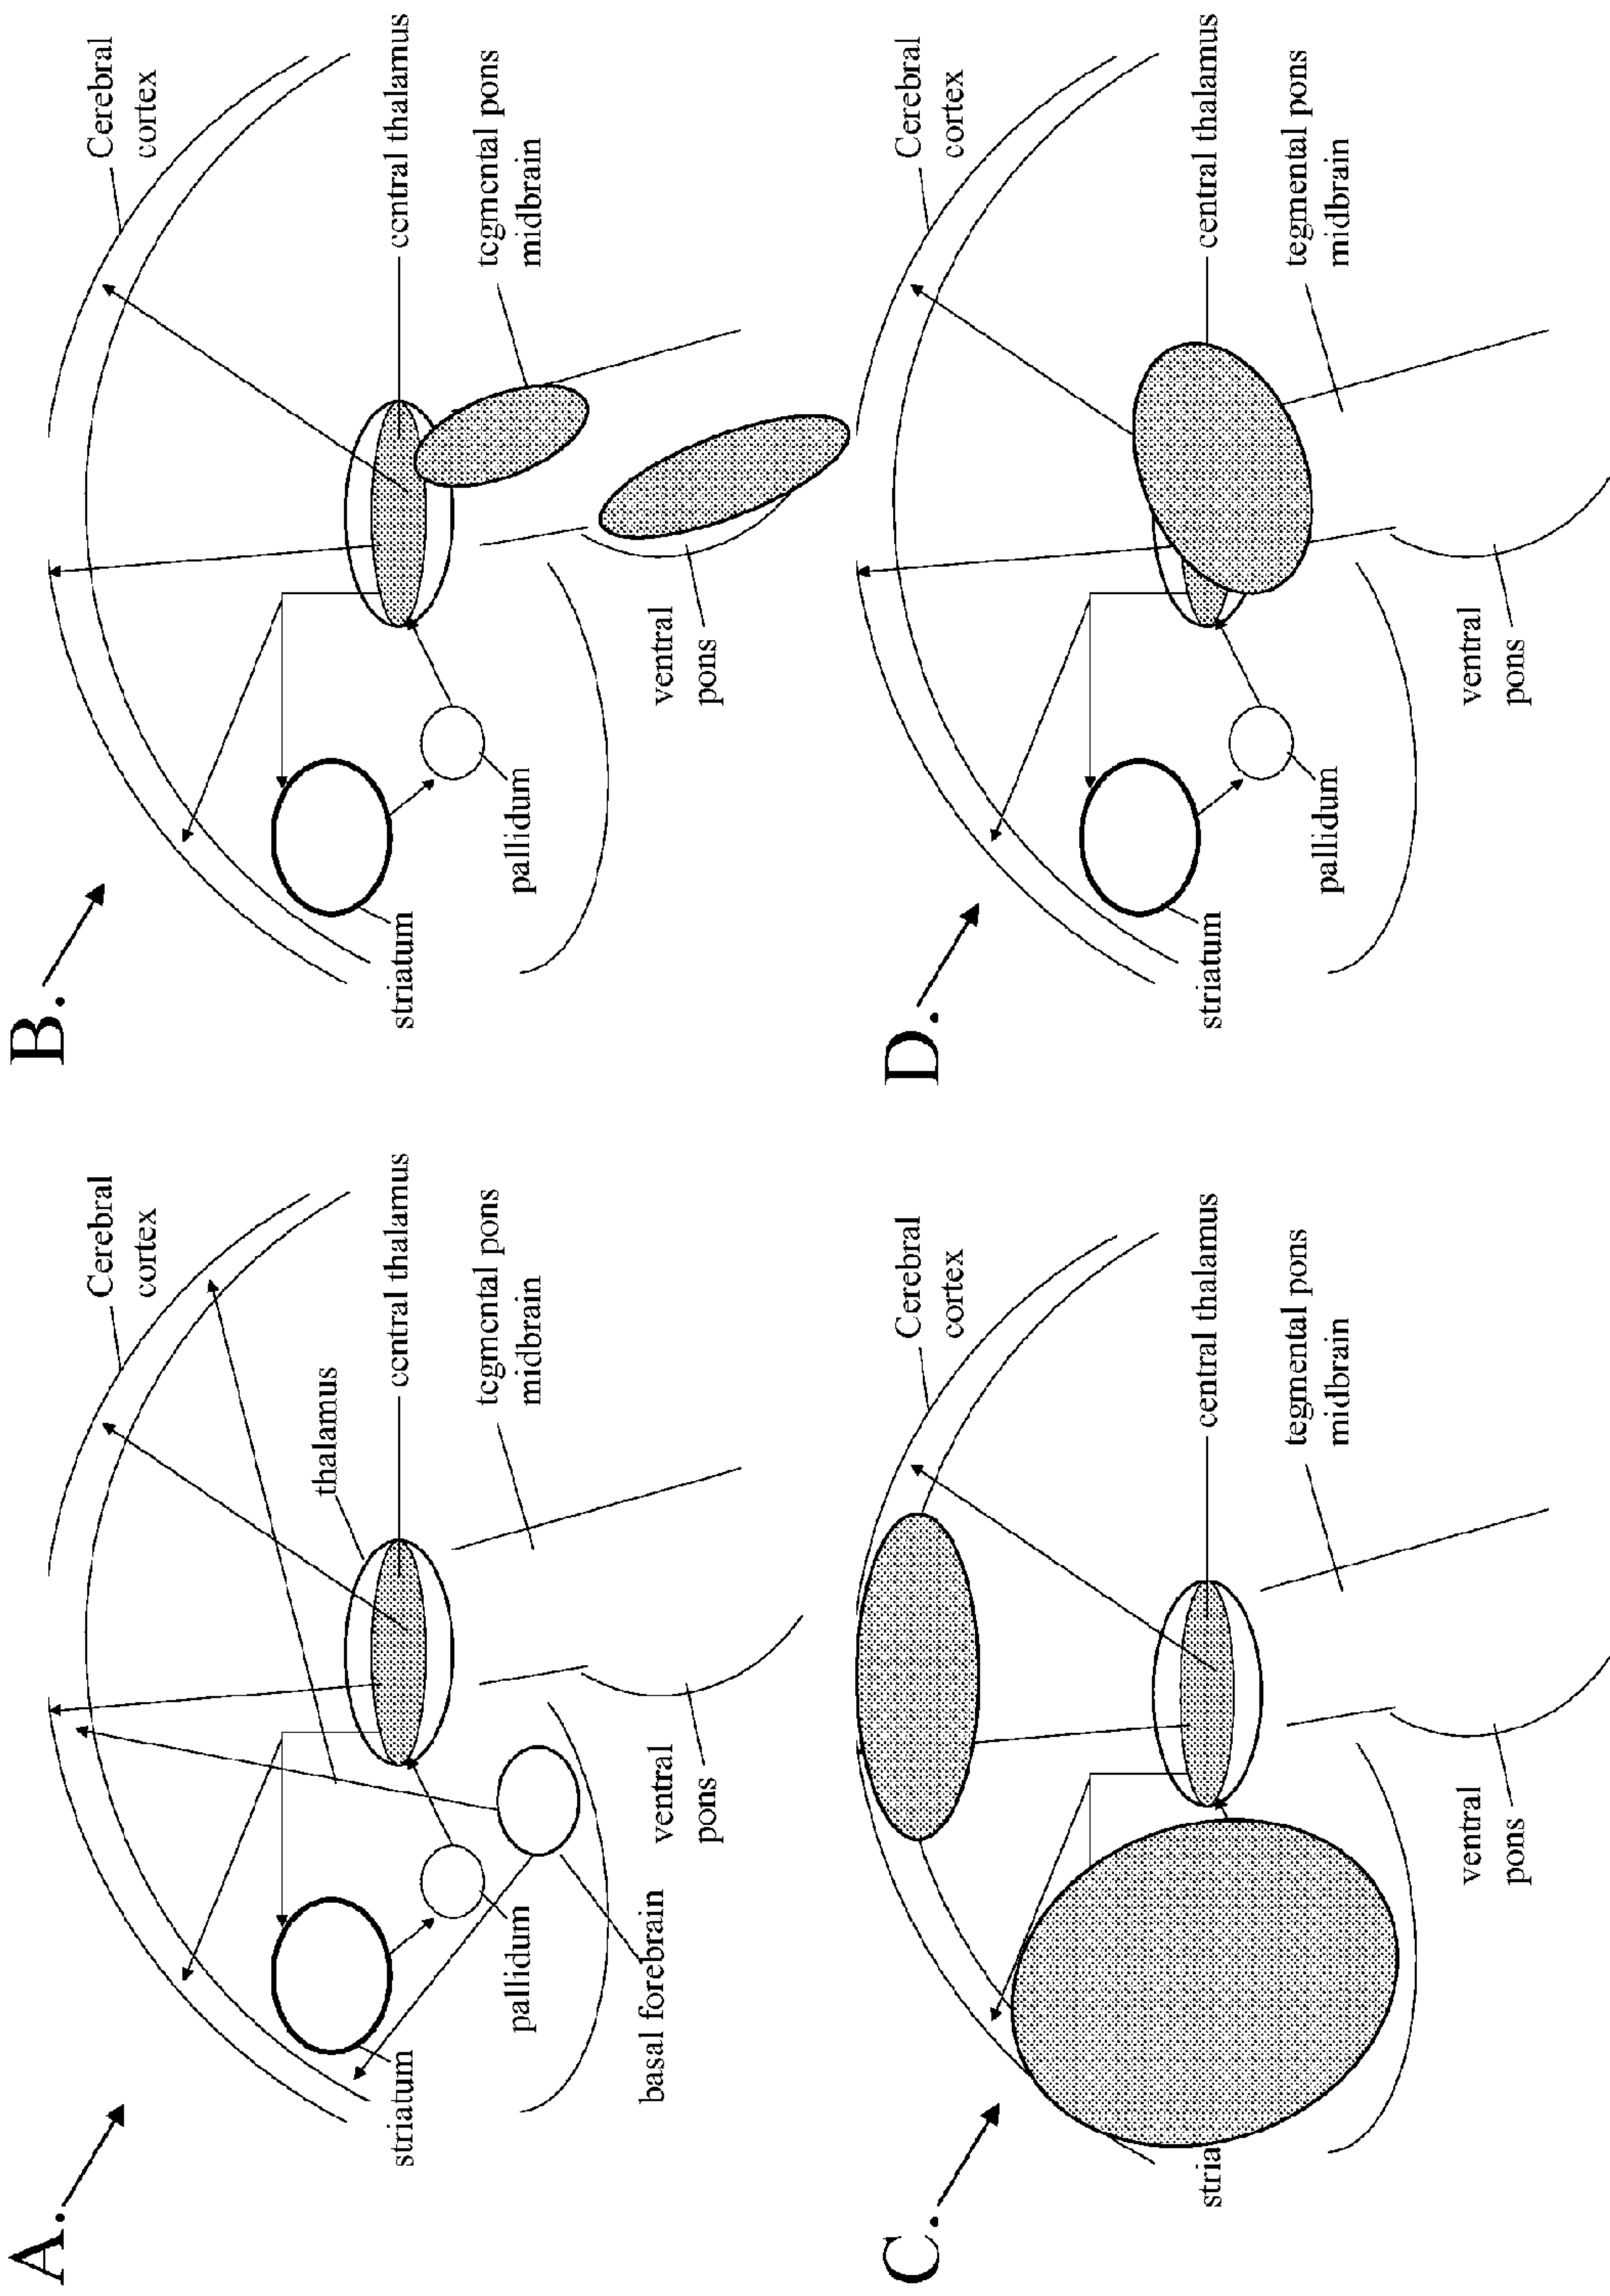 A.
Cerebral
cortex
thalamus
striatum
central thalamus
tegmental pons
midbrain
pallidum
basal forebrain
ventral
pons
B.
Cerebral
cortex
striatum
central thalamus
tegmental pons
midbrain
pallidum
ventral
pons
C.
Cerebral
cortex
stria
central thalamus
tegmental pons
midbrain
ventral
pons
D.
Cerebral
cortex
striatum
central thalamus
tegmental pons
midbrain
pallidum
ventral
pons